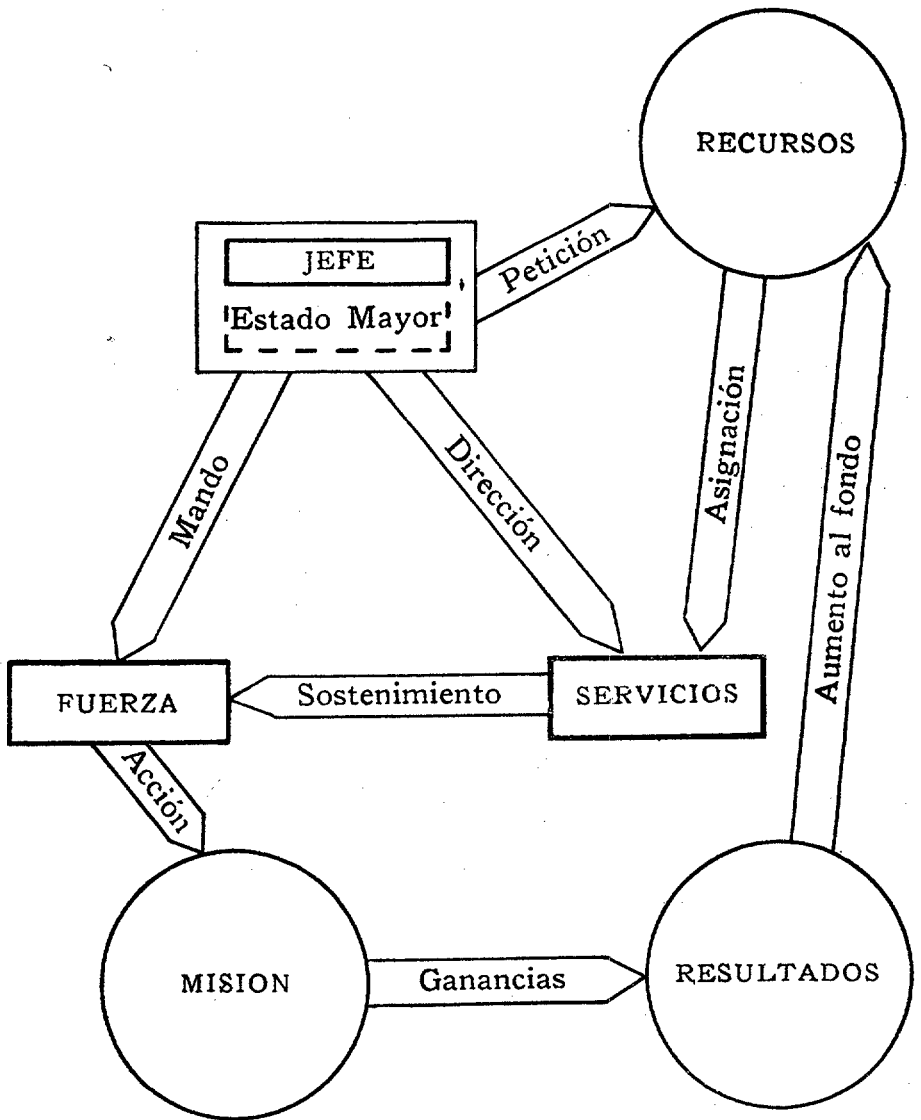 RECURSOS
JEFE
Estado Mayor
Petición
Mando
Dirección
Asignación
Aumento al fondo
FUERZA
Sostenimiento
SERVICIOS
Acción
MISION
Ganancias
RESULTADOS